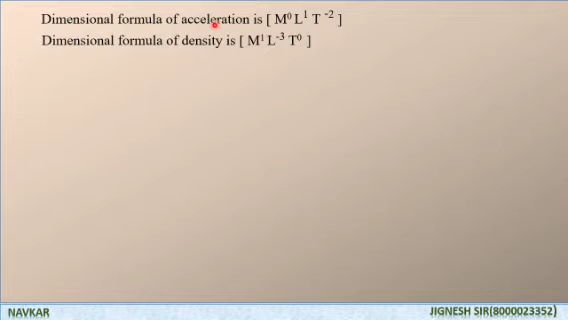 Dimensional formula of acceleration is [ M⁰ L¹ T ⁻² ]
Dimensional formula of density is [ M¹ L⁻³ T⁰ ]
NAVKAR
JIGNESH SIR(8000023352)